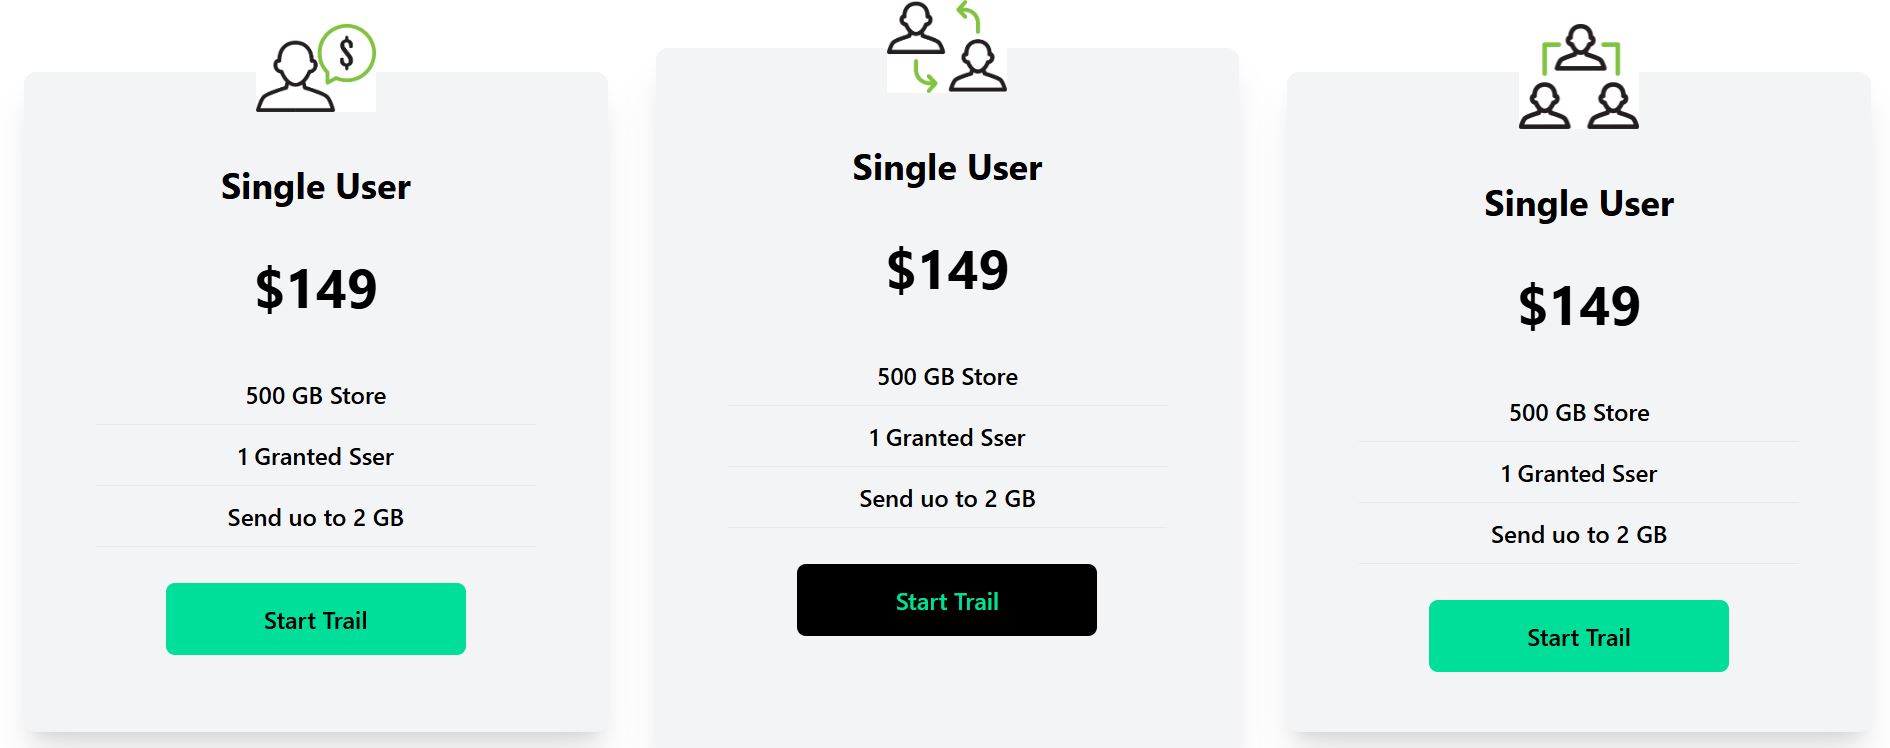 $
Single User
$149
500 GB Store
1 Granted Sser
Send uo to 2 GB
Start Trail
Single User
$149
500 GB Store
1 Granted Sser
Send uo to 2 GB
Start Trail
Single User
$149
500 GB Store
1 Granted Sser
Send uo to 2 GB
Start Trail